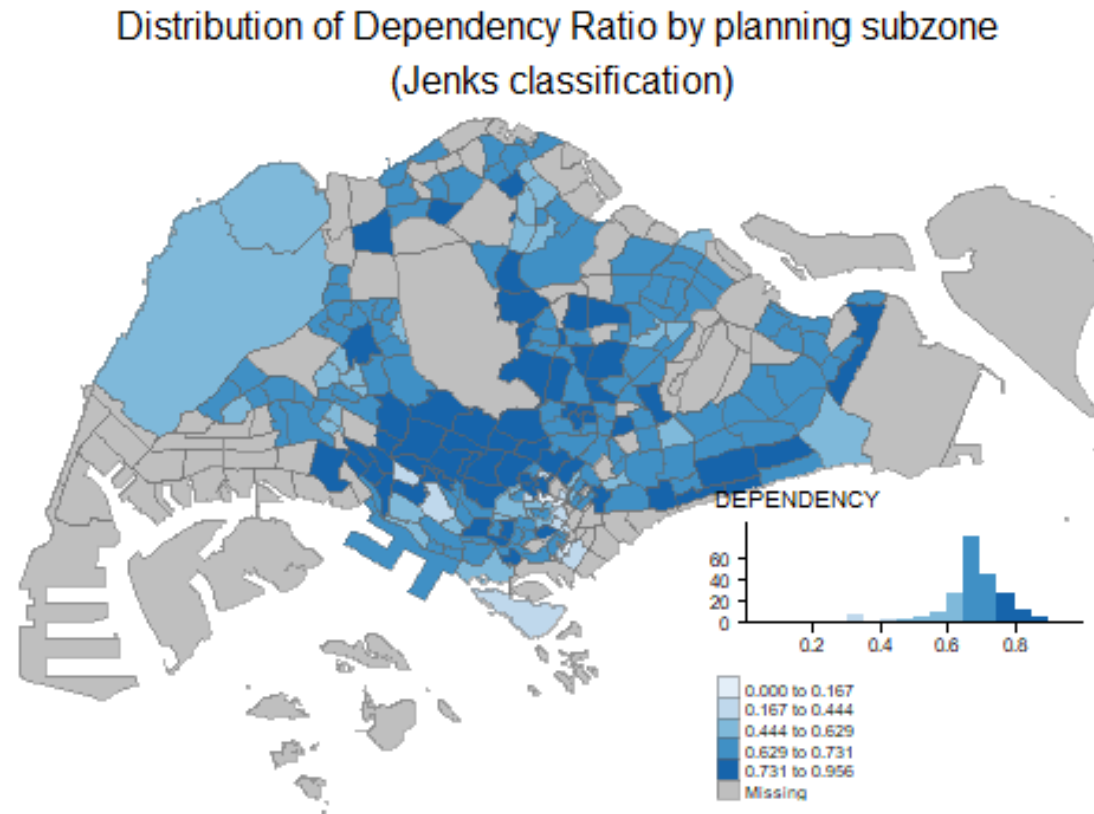 Distribution of Dependency Ratio by planning subzone
(Jenks classification)
DEPENDENCY
60
40
20
0
0.2 0.4 0.6 0.8
0.000 to 0.167
0.167 to 0.444
0.444 to 0.629
0.629 to 0.731
0.731 to 0.956
Missing